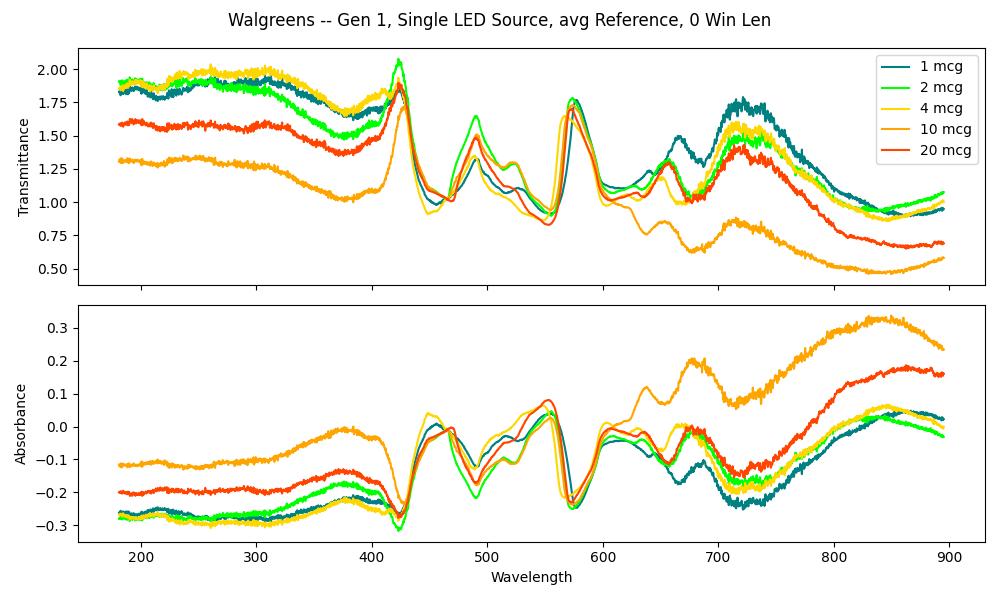 Walgreens -- Gen 1, Single LED Source, avg Reference, 0 Win Len
2.00
1.75
1.50
1.25
1.00
0.75
0.50
Transmittance
1 mcg
2 mcg
4 mcg
10 mcg
20 mcg
0.3
0.2
0.1
0.0
−0.1
−0.2
−0.3
Absorbance
200 300 400 500 600 700 800 900
Wavelength